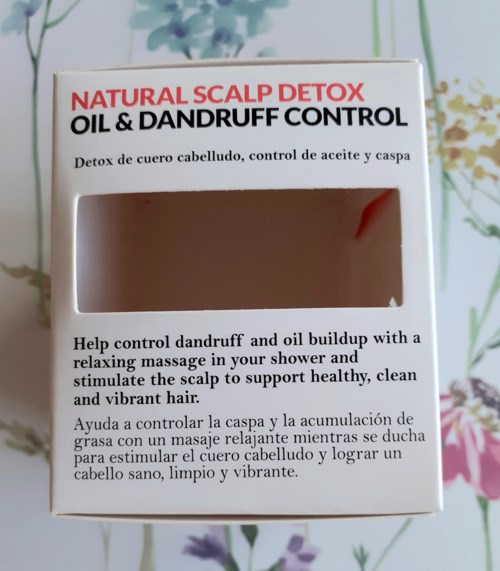 NATURAL SCALP DETOX
OIL & DANDRUFF CONTROL
Detox de cuero cabelludo, control de aceite y caspa
Help control dandruff and oil buildup with a
relaxing massage in your shower and
stimulate the scalp to support healthy, clean
and vibrant hair.
Ayuda a controlar la caspa y la acumulación de
grasa con un masaje relajante mientras se ducha
para estimular el cuero cabelludo y lograr un
cabello sano, limpio y vibrante.